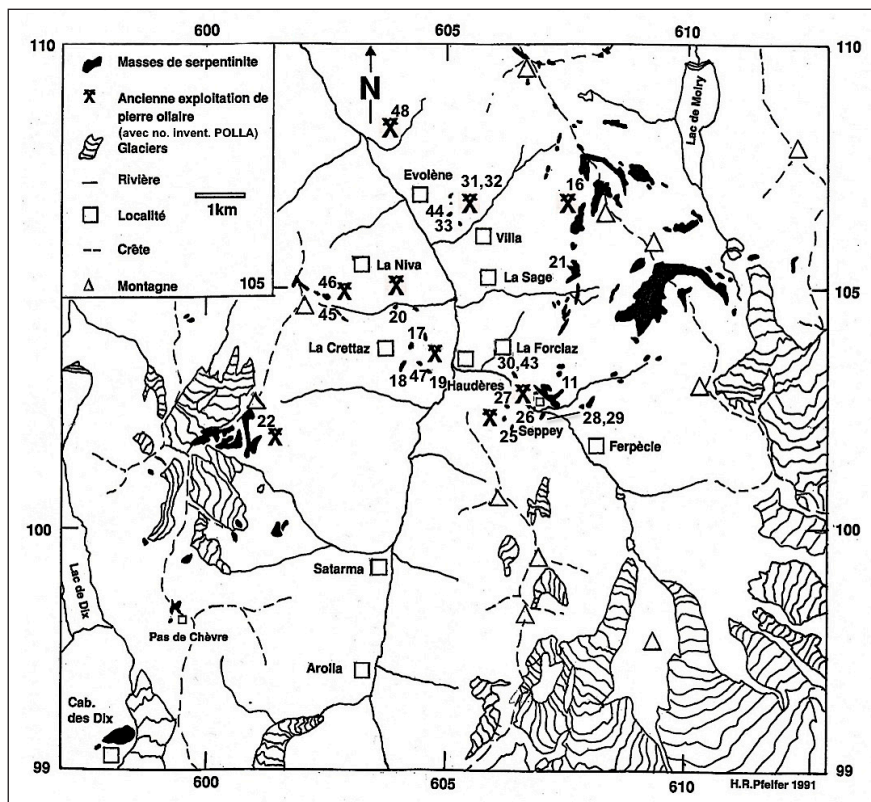 600 605 610
110 110
Masses de serpentinite
Ancienne exploitation de
pierre ollaire
(avec no. invent. POLLA)
Glaciers
Rivière
1km
Localité
Crête
Montagne
N
48
Lac de Moiry
Evolène
31,32
16
44
33
Villa
21
La Sage
La Niva
105 105
46
45
20
17
La Crettaz
18
47
19
La Forclaz
30,43
Haudères
11
27
26
28,29
25
Seppey
22
Ferpècle
100 100
Satarma
Lac de Dix
Pas de Chèvre
Arolla
Cab.
des Dix
99 99
600 605 610
H.R.Pfeifer 1991